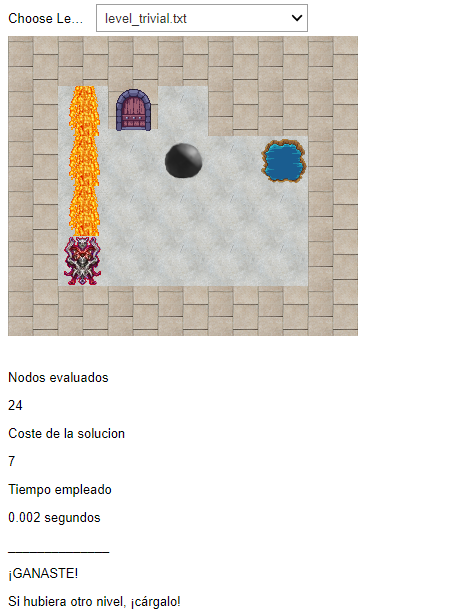 Choose Le... level_trivial.txt
Nodos evaluados
24
Coste de la solucion
7
Tiempo empleado
0.002 segundos
_______________
¡GANASTE!
Si hubiera otro nivel, ¡cárgalo!